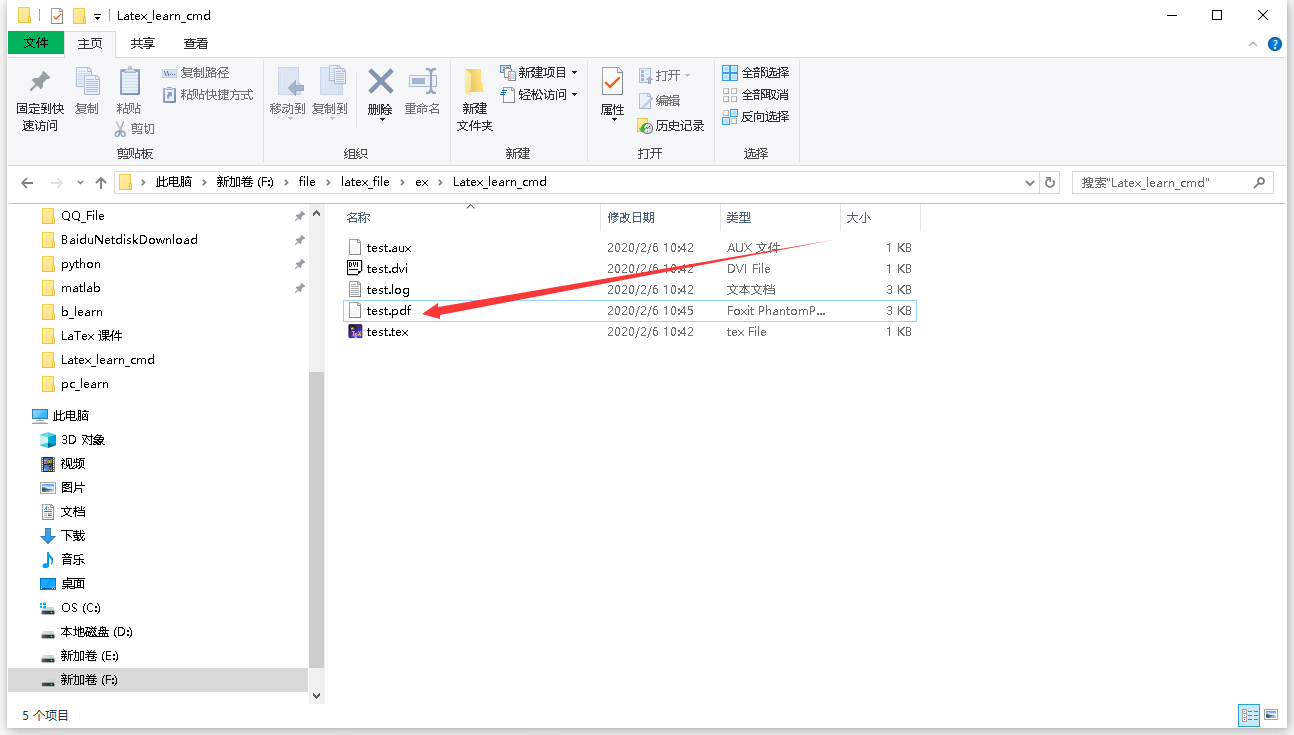 Latex_learn_cmd
文件 主页 共享 查看
固定到快速访问
复制
粘贴
复制路径
粘贴快捷方式
剪切
剪贴板
移动到
复制到
删除
重命名
组织
新建文件夹
新建项目
轻松访问
新建
属性
打开
编辑
历史记录
打开
全部选择
全部取消
反向选择
选择
此电脑 › 新加卷 (F:) › file › latex_file › ex › Latex_learn_cmd
搜索"Latex_learn_cmd"
QQ_File
BaiduNetdiskDownload
python
matlab
b_learn
LaTex 课件
Latex_learn_cmd
pc_learn
此电脑
3D 对象
视频
图片
文档
下载
音乐
桌面
OS (C:)
本地磁盘 (D:)
新加卷 (E:)
新加卷 (F:)
名称 修改日期 类型 大小
test.aux 2020/2/6 10:42 AUX 文件 1 KB
test.dvi 2020/2/6 10:42 DVI File 1 KB
test.log 2020/2/6 10:42 文本文档 3 KB
test.pdf 2020/2/6 10:45 Foxit PhantomP... 3 KB
test.tex 2020/2/6 10:42 tex File 1 KB
5 个项目